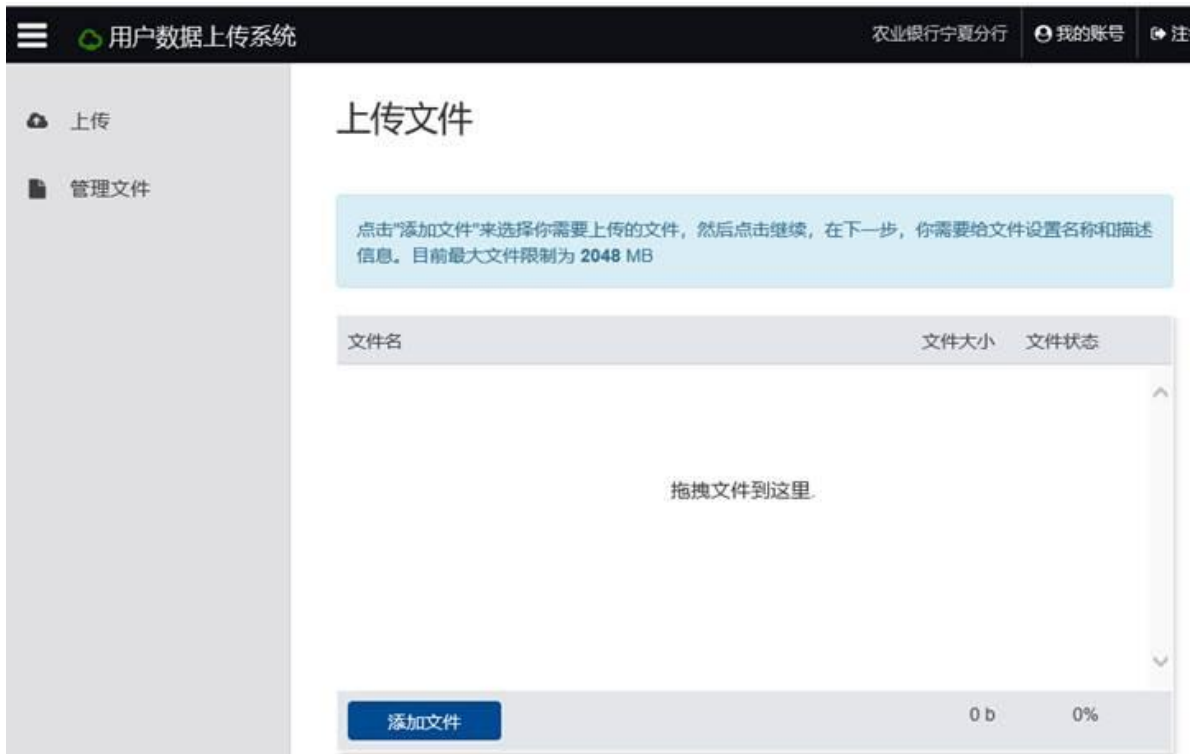 用户数据上传系统
农业银行宁夏分行
我的账号
注
上传
管理文件
上传文件
点击"添加文件"来选择你需要上传的文件，然后点击继续，在下一步，你需要给文件设置名称和描述
信息。目前最大文件限制为 2048 MB
文件名 文件大小 文件状态
拖拽文件到这里.
添加文件 0 b 0%